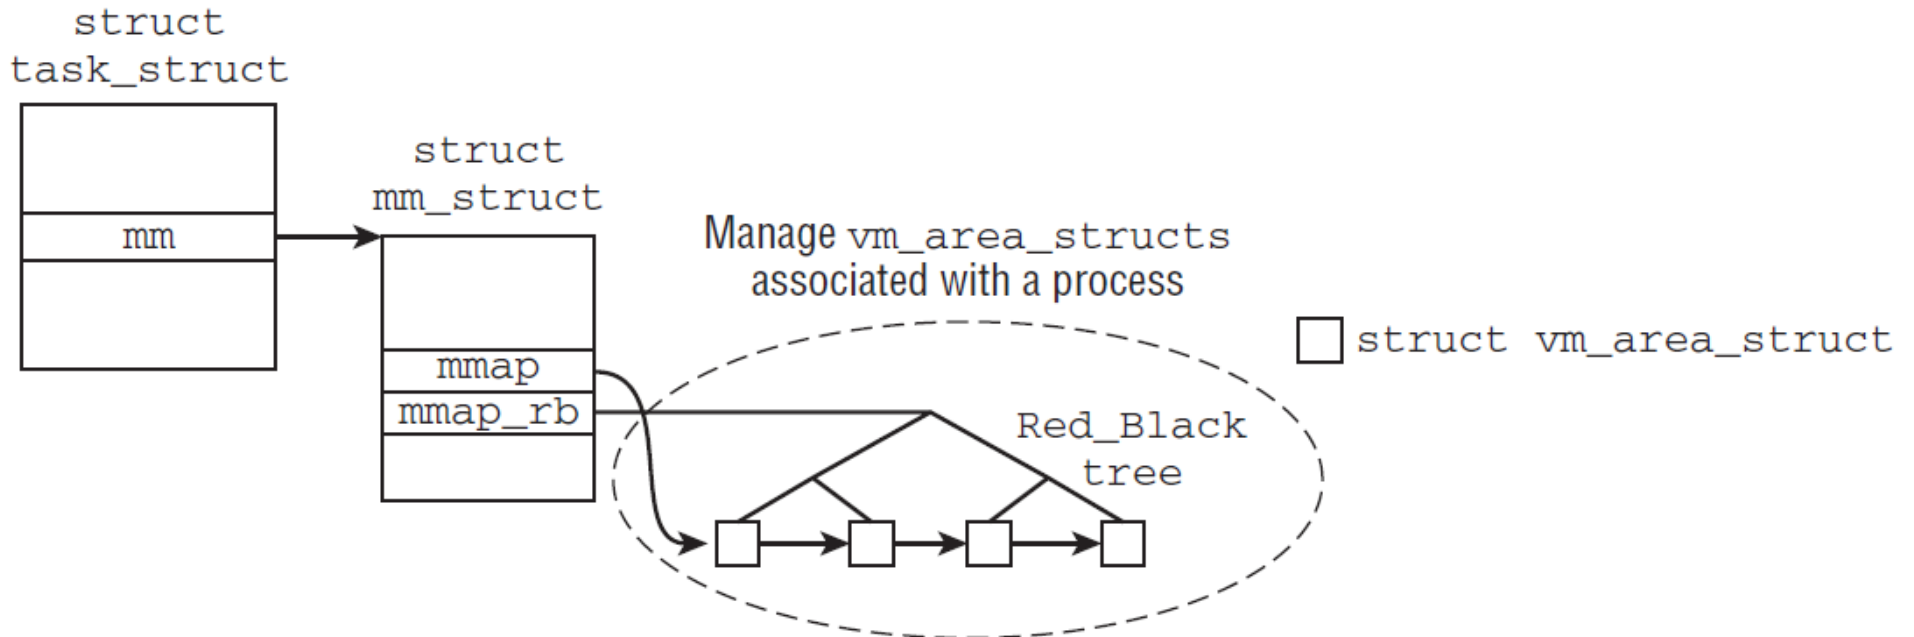 struct
task_struct
mm
struct
mm_struct
mmap
mmap_rb
Manage vm_area_structs
associated with a process
Red_Black
tree
struct vm_area_struct